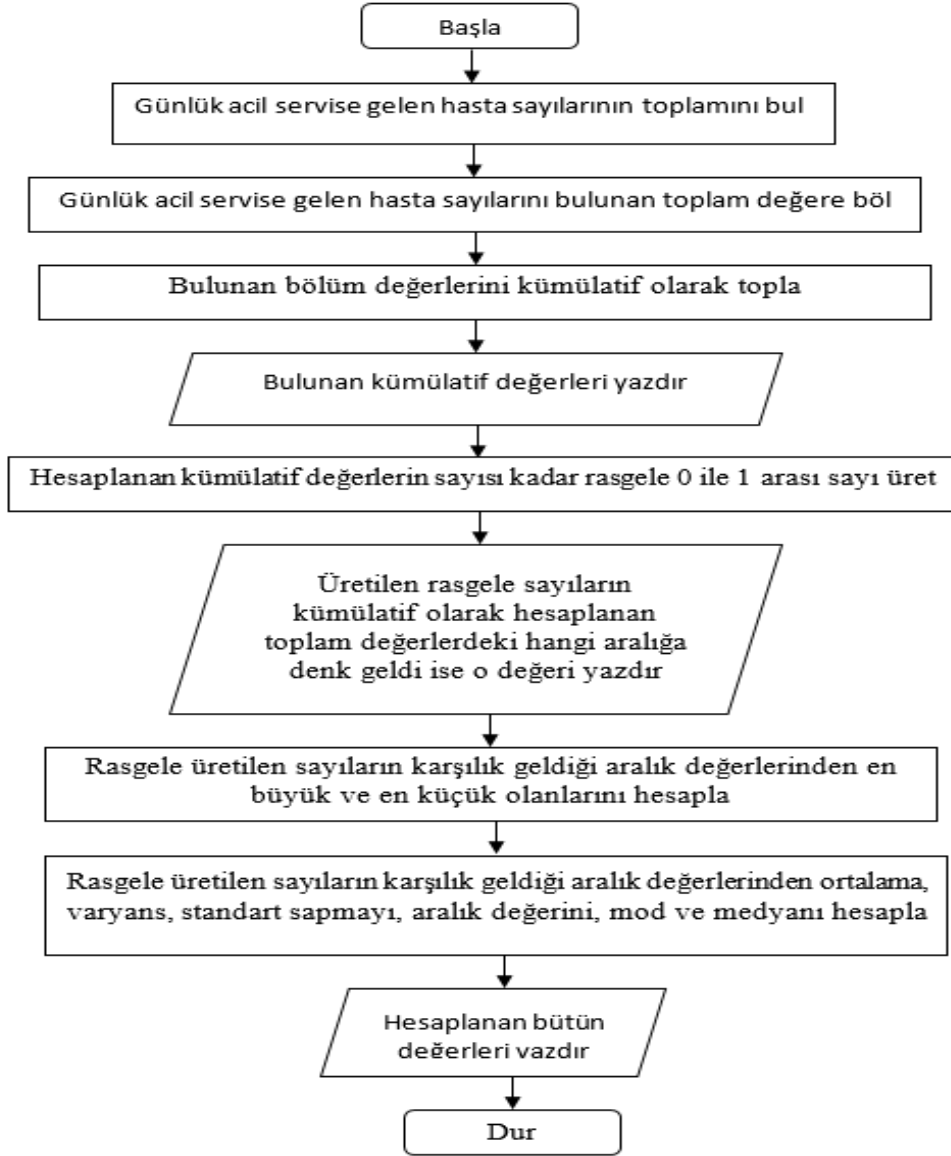 Başla
Günlük acil servise gelen hasta sayılarının toplamını bul
Günlük acil servise gelen hasta sayılarını bulunan toplam değere böl
Bulunan bölüm değerlerini kümülatif olarak topla
Bulunan kümülatif değerleri yazdır
Hesaplanan kümülatif değerlerin sayısı kadar rasgele 0 ile 1 arası sayı üret
Üretilen rasgele sayıların
kümülatif olarak hesaplanan
toplam değerlerdeki hangi aralığa
denk geldi ise o değeri yazdır
Rasgele üretilen sayıların karşılık geldiği aralık değerlerinden en
büyük ve en küçük olanlarını hesapla
Rasgele üretilen sayıların karşılık geldiği aralık değerlerinden ortalama,
varyans, standart sapmayı, aralık değerini, mod ve medyanı hesapla
Hesaplanan bütün
değerleri vazdır
Dur